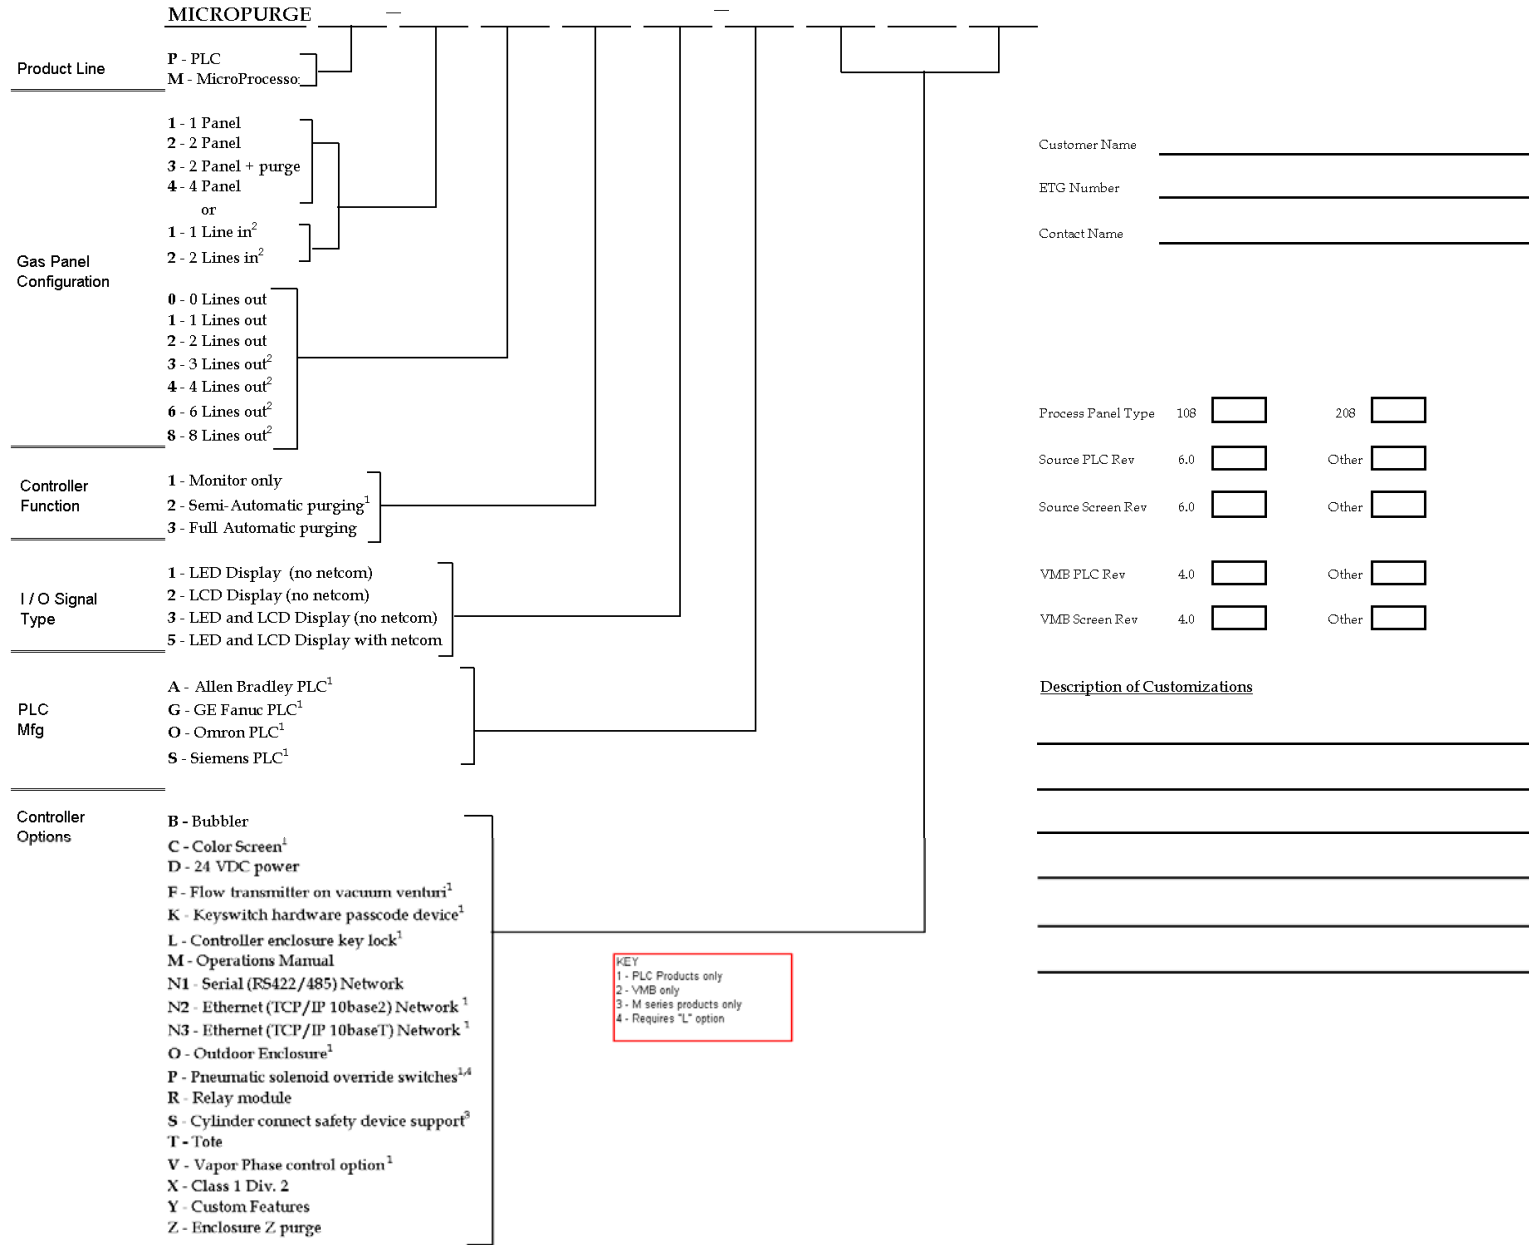 MICROPURGE — —
Product Line
P - PLC
M - MicroProcessor
1 - 1 Panel
2 - 2 Panel
3 - 2 Panel + purge
4 - 4 Panel
or
1 - 1 Line in²
2 - 2 Lines in²
Gas Panel
Configuration
0 - 0 Lines out
1 - 1 Lines out
2 - 2 Lines out
3 - 3 Lines out²
4 - 4 Lines out²
6 - 6 Lines out²
8 - 8 Lines out²
Controller
Function
1 - Monitor only
2 - Semi-Automatic purging¹
3 - Full Automatic purging
I / O Signal
Type
1 - LED Display (no netcom)
2 - LCD Display (no netcom)
3 - LED and LCD Display (no netcom)
5 - LED and LCD Display with netcom
PLC
Mfg
A - Allen Bradley PLC¹
G - GE Fanuc PLC¹
O - Omron PLC¹
S - Siemens PLC¹
Controller
Options
B - Bubbler
C - Color Screen¹
D - 24 VDC power
F - Flow transmitter on vacuum venturi¹
K - Keyswitch hardware passcode device¹
L - Controller enclosure key lock¹
M - Operations Manual
N1 - Serial (RS422/485) Network
N2 - Ethernet (TCP/IP 10base2) Network ¹
N3 - Ethernet (TCP/IP 10baseT) Network ¹
O - Outdoor Enclosure¹
P - Pneumatic solenoid override switches¹,⁴
R - Relay module
S - Cylinder connect safety device support³
T - Tote
V - Vapor Phase control option¹
X - Class 1 Div. 2
Y - Custom Features
Z - Enclosure Z purge
KEY
1 - PLC Products only
2 - VMB only
3 - M series products only
4 - Requires "L" option
Customer Name
ETG Number
Contact Name
Process Panel Type 108 208
Source PLC Rev 6.0 Other
Source Screen Rev 6.0 Other
VMB PLC Rev 4.0 Other
VMB Screen Rev 4.0 Other
Description of Customizations